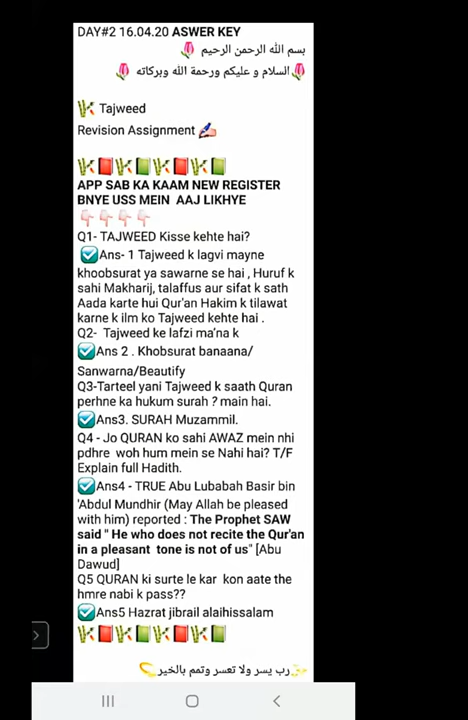 DAY#2 16.04.20 ASWER KEY
بسم الله الرحمن الرحيم
السلام و عليكم ورحمة الله وبركاته
Tajweed
Revision Assignment
APP SAB KA KAAM NEW REGISTER
BNYE USS MEIN AAJ LIKHYE
Q1- TAJWEED Kisse kehte hai?
Ans- 1 Tajweed k lagvi mayne
khoobsurat ya sawarne se hai , Huruf k
sahi Makharij, talaffus aur sifat k sath
Aada karte hui Qur'an Hakim k tilawat
karne k ilm ko Tajweed kehte hai .
Q2- Tajweed ke lafzi ma'na k
Ans 2 . Khobsurat banaana/
Sanwarna/Beautify
Q3-Tarteel yani Tajweed k saath Quran
perhne ka hukum surah ? main hai.
Ans3. SURAH Muzammil.
Q4 - Jo QURAN ko sahi AWAZ mein nhi
pdhre woh hum mein se Nahi hai? T/F
Explain full Hadith.
Ans4 - TRUE Abu Lubabah Basir bin
'Abdul Mundhir (May Allah be pleased
with him) reported : The Prophet SAW
said " He who does not recite the Qur'an
in a pleasant tone is not of us" [Abu
Dawud]
Q5 QURAN ki surte le kar kon aate the
hmre nabi k pass??
Ans5 Hazrat jibrail alaihissalam
رب يسر ولا تعسر وتمم بالخير